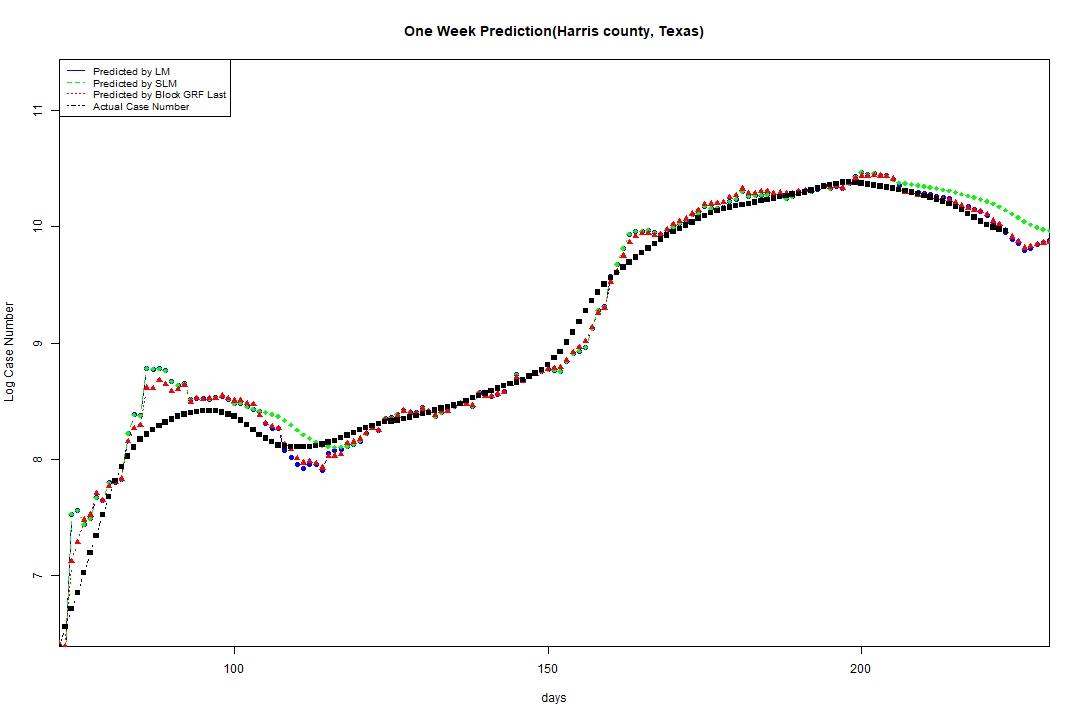 One Week Prediction(Harris county, Texas)
Predicted by LM
Predicted by SLM
Predicted by Block GRF Last
Actual Case Number
11
10
9
8
7
Log Case Number
100 150 200
days